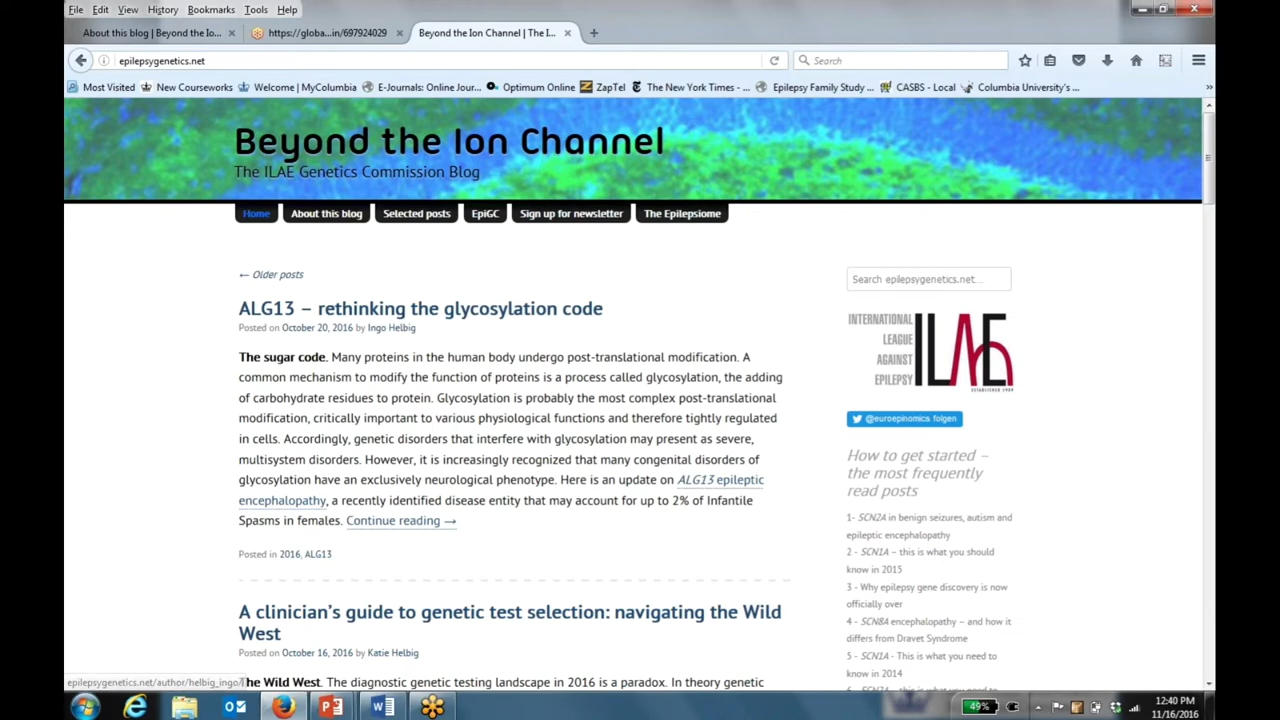 File Edit View History Bookmarks Tools Help
About this blog | Beyond the Io... × https://globa...in/697924029 × Beyond the Ion Channel | The I... ×
epilepsygenetics.net Search
Most Visited New Courseworks Welcome | MyColumbia E-Journals: Online Jour... Optimum Online ZapTel The New York Times - ... Epilepsy Family Study ... CASBS - Local Columbia University's...
Beyond the Ion Channel
The ILAE Genetics Commission Blog
Home About this blog Selected posts EpiGC Sign up for newsletter The Epilepsiome
← Older posts
ALG13 – rethinking the glycosylation code
Posted on October 20, 2016 by Ingo Helbig
The sugar code. Many proteins in the human body undergo post-translational modification. A
common mechanism to modify the function of proteins is a process called glycosylation, the adding
of carbohydrate residues to protein. Glycosylation is probably the most complex post-translational
modification, critically important to various physiological functions and therefore tightly regulated
in cells. Accordingly, genetic disorders that interfere with glycosylation may present as severe,
multisystem disorders. However, it is increasingly recognized that many congenital disorders of
glycosylation have an exclusively neurological phenotype. Here is an update on ALG13 epileptic
encephalopathy, a recently identified disease entity that may account for up to 2% of Infantile
Spasms in females. Continue reading →
Posted in 2016, ALG13
A clinician's guide to genetic test selection: navigating the Wild
West
Posted on October 16, 2016 by Katie Helbig
The Wild West. The diagnostic genetic testing landscape in 2016 is a paradox. In theory genetic
Search epilepsygenetics.net...
INTERNATIONAL
LEAGUE
AGAINST
EPILEPSY
ILAE
ESTABLISHED 1909
@euroepinomics folgen
How to get started –
the most frequently
read posts
1- SCN2A in benign seizures, autism and
epileptic encephalopathy
2 - SCN1A – this is what you should
know in 2015
3 - Why epilepsy gene discovery is now
officially over
4 - SCN8A encephalopathy – and how it
differs from Dravet Syndrome
5 - SCN1A - What you need to
know in 2014
epilepsygenetics.net/author/helbig_ingo/
49%
12:40 PM
11/16/2016